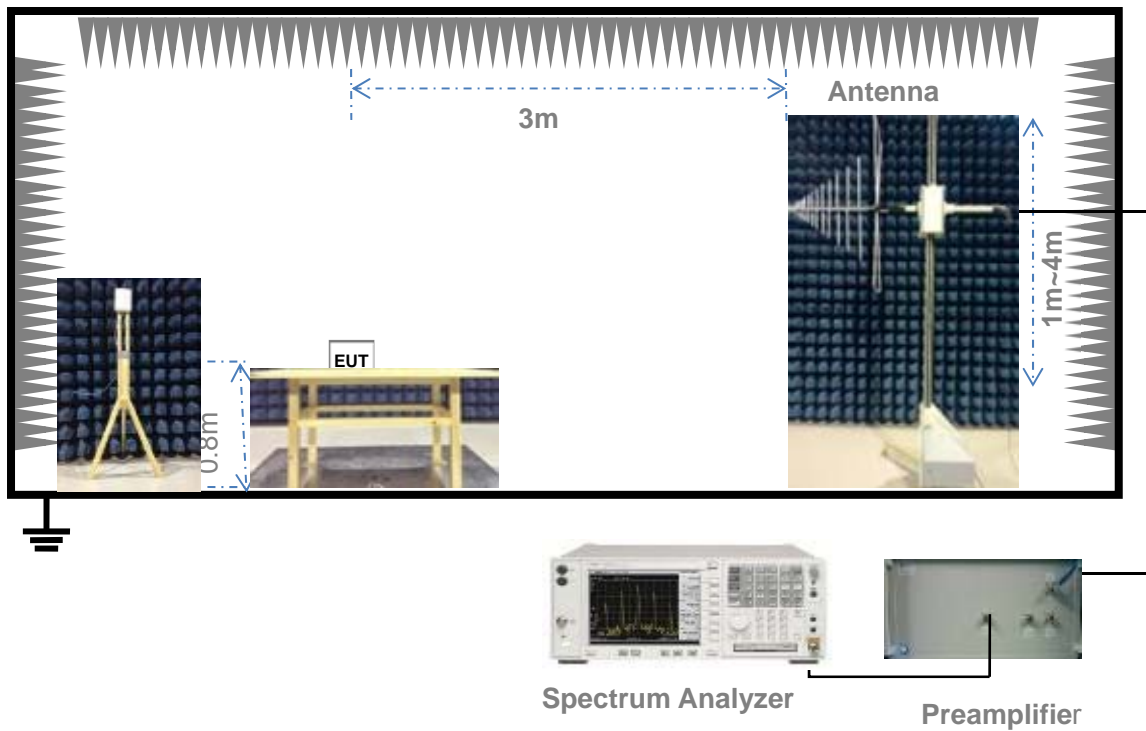 Antenna
3m
1m~4m
EUT
0.8m
Spectrum Analyzer
Preamplifier